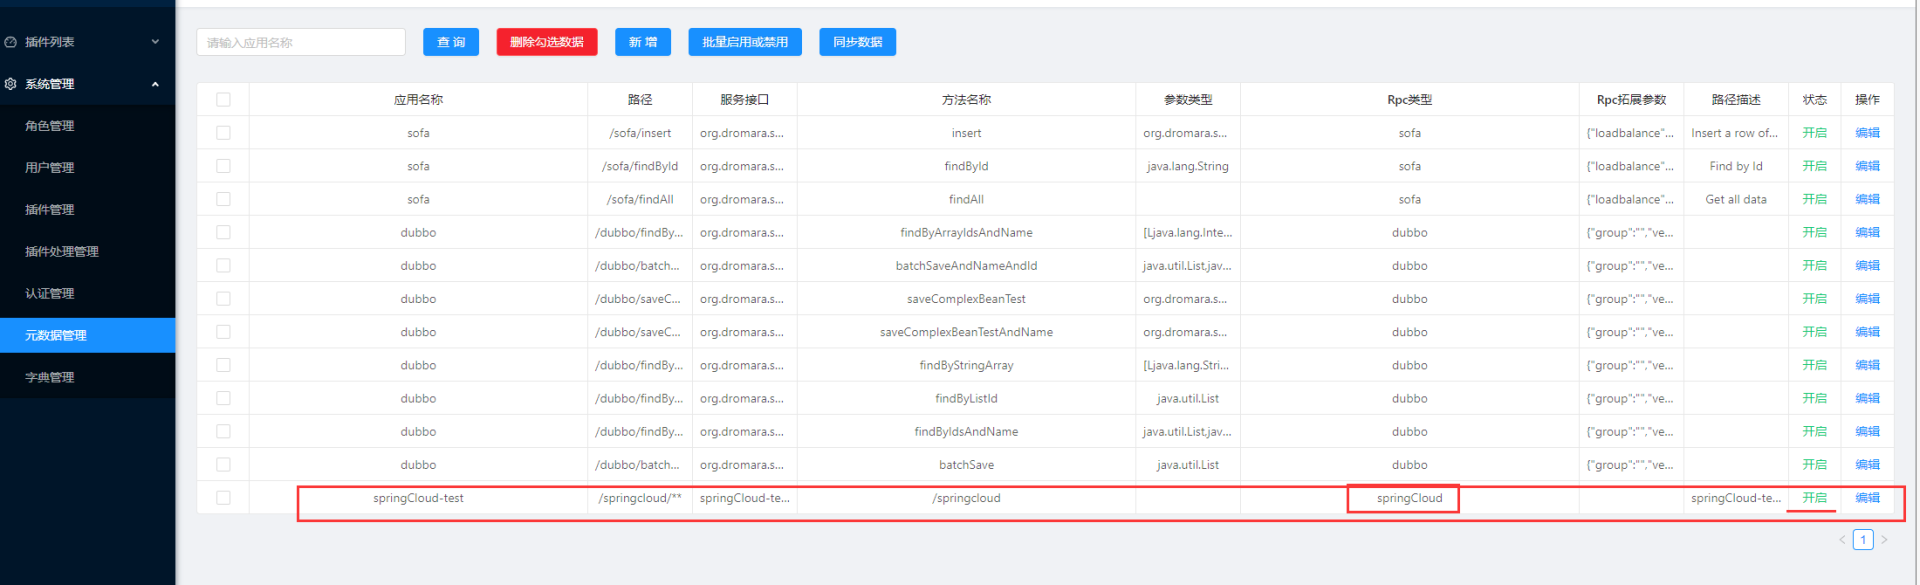 插件列表
系统管理
角色管理
用户管理
插件管理
插件处理管理
认证管理
元数据管理
字典管理
请输入应用名称 查 询 删除勾选数据 新 增 批量启用或禁用 同步数据
应用名称 路径 服务接口 方法名称 参数类型 Rpc类型 Rpc拓展参数 路径描述 状态 操作
sofa /sofa/insert org.dromara.s... insert org.dromara.s... sofa {"loadbalance"... Insert a row of... 开启 编辑
sofa /sofa/findById org.dromara.s... findById java.lang.String sofa {"loadbalance"... Find by Id 开启 编辑
sofa /sofa/findAll org.dromara.s... findAll sofa {"loadbalance"... Get all data 开启 编辑
dubbo /dubbo/findBy... org.dromara.s... findByArrayIdsAndName [Ljava.lang.Inte... dubbo {"group":"","ve... 开启 编辑
dubbo /dubbo/batch... org.dromara.s... batchSaveAndNameAndId java.util.List,jav... dubbo {"group":"","ve... 开启 编辑
dubbo /dubbo/saveC... org.dromara.s... saveComplexBeanTest org.dromara.s... dubbo {"group":"","ve... 开启 编辑
dubbo /dubbo/saveC... org.dromara.s... saveComplexBeanTestAndName org.dromara.s... dubbo {"group":"","ve... 开启 编辑
dubbo /dubbo/findBy... org.dromara.s... findByStringArray [Ljava.lang.Stri... dubbo {"group":"","ve... 开启 编辑
dubbo /dubbo/findBy... org.dromara.s... findByListId java.util.List dubbo {"group":"","ve... 开启 编辑
dubbo /dubbo/findBy... org.dromara.s... findByIdsAndName java.util.List,jav... dubbo {"group":"","ve... 开启 编辑
dubbo /dubbo/batch... org.dromara.s... batchSave java.util.List dubbo {"group":"","ve... 开启 编辑
springCloud-test /springcloud/** springCloud-te... /springcloud springCloud springCloud-te... 开启 编辑
< 1 >